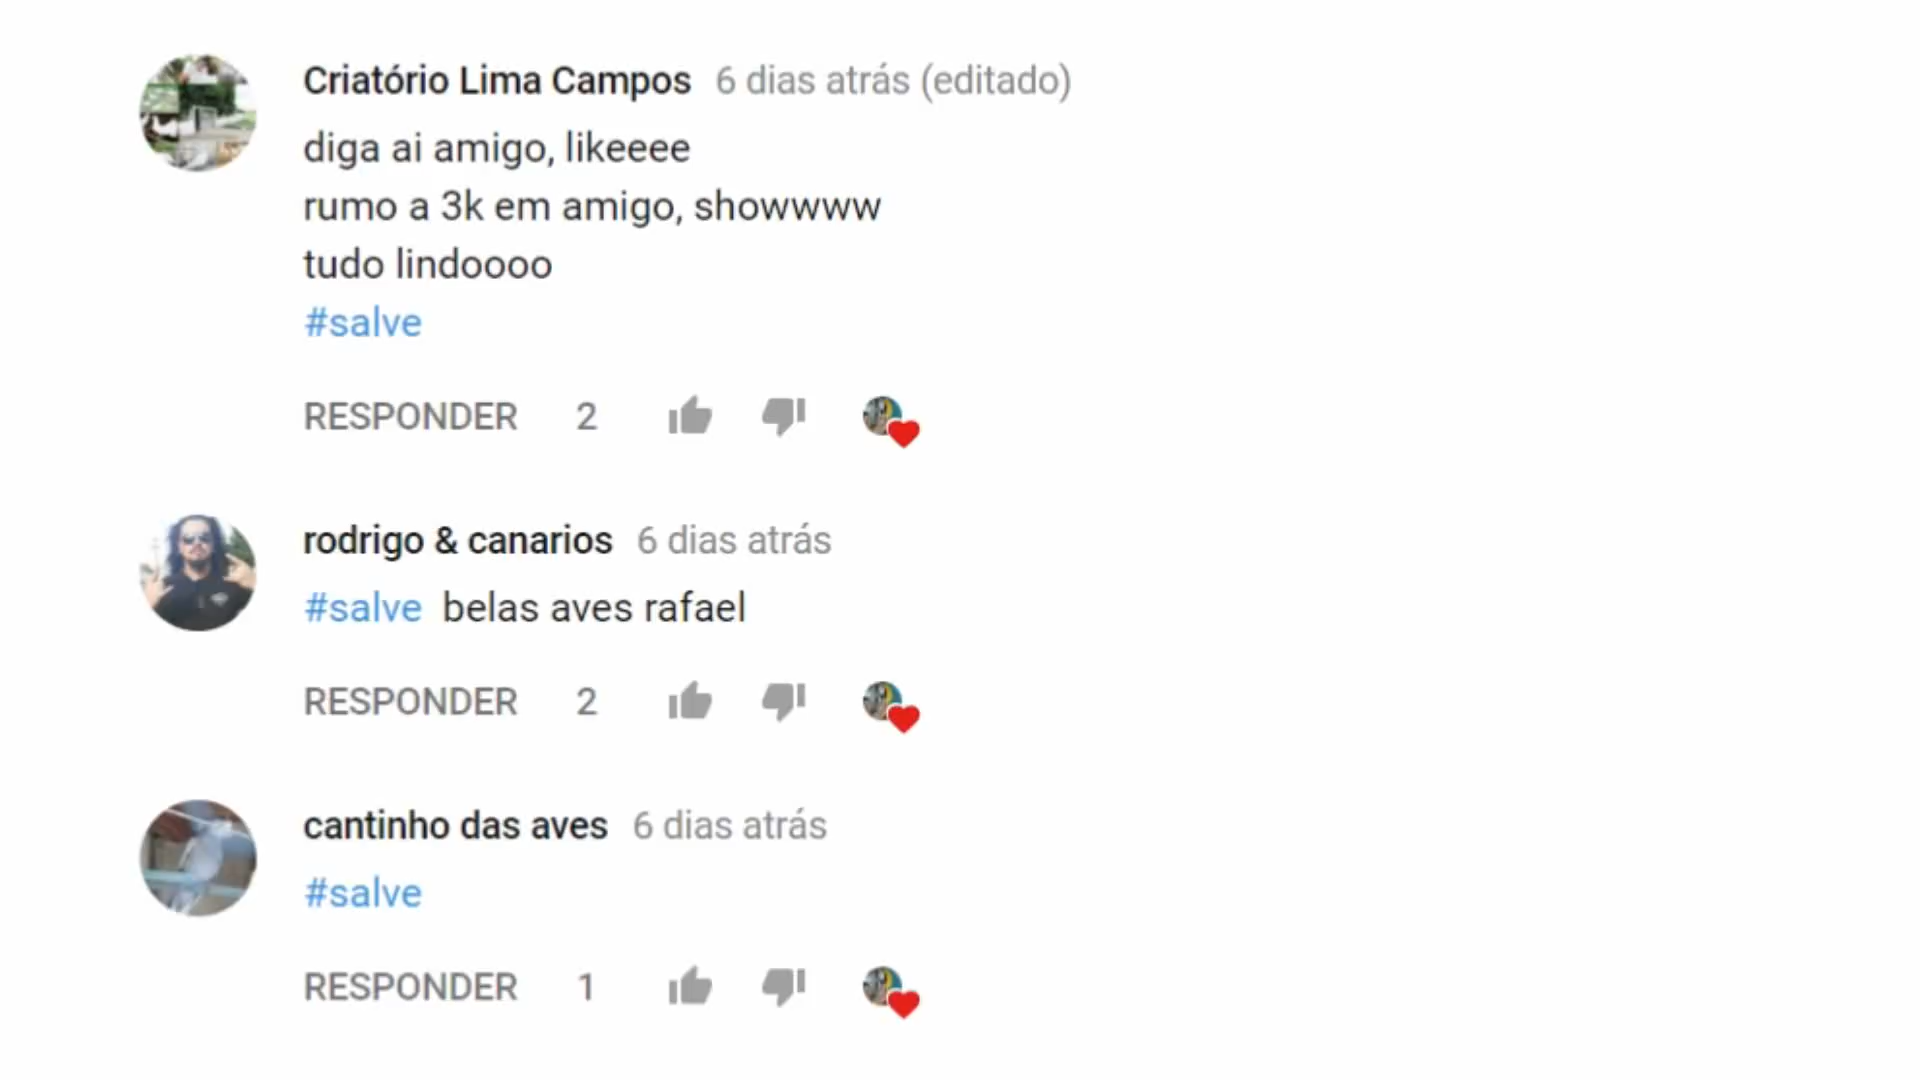 Criatório Lima Campos 6 dias atrás (editado)
diga ai amigo, likeeee
rumo a 3k em amigo, showwww
tudo lindoooo
#salve
RESPONDER 2
rodrigo & canarios 6 dias atrás
#salve belas aves rafael
RESPONDER 2
cantinho das aves 6 dias atrás
#salve
RESPONDER 1